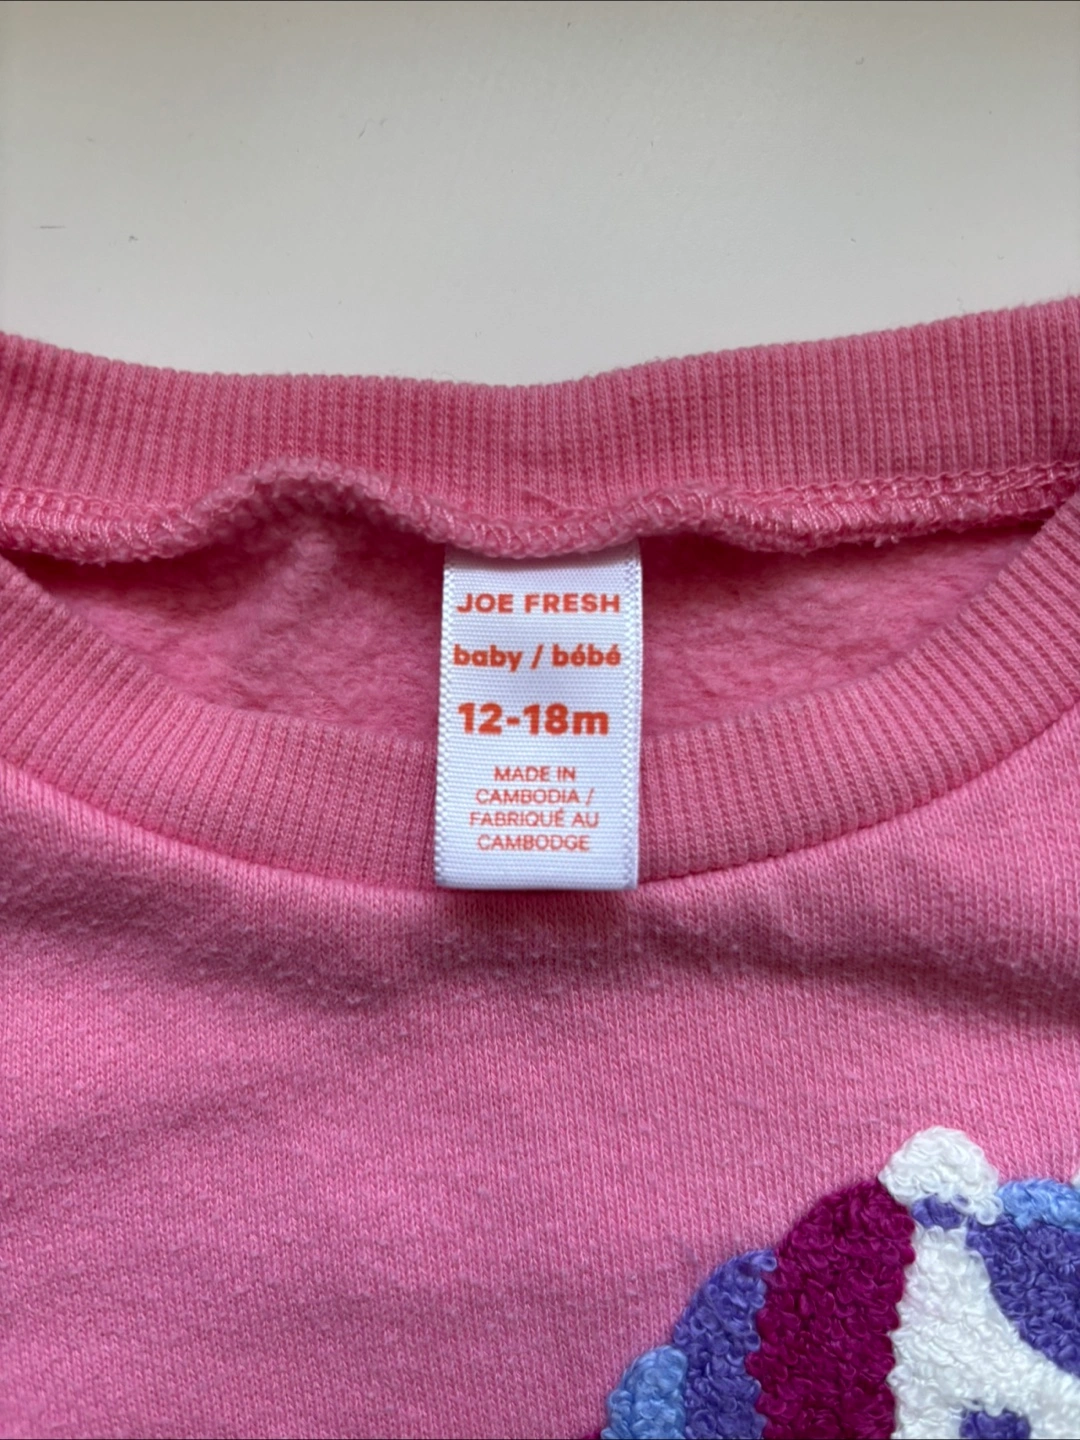 JOE FRESH
baby / bébé
12-18m
MADE IN
CAMBODIA /
FABRIQUÉ AU
CAMBODGE